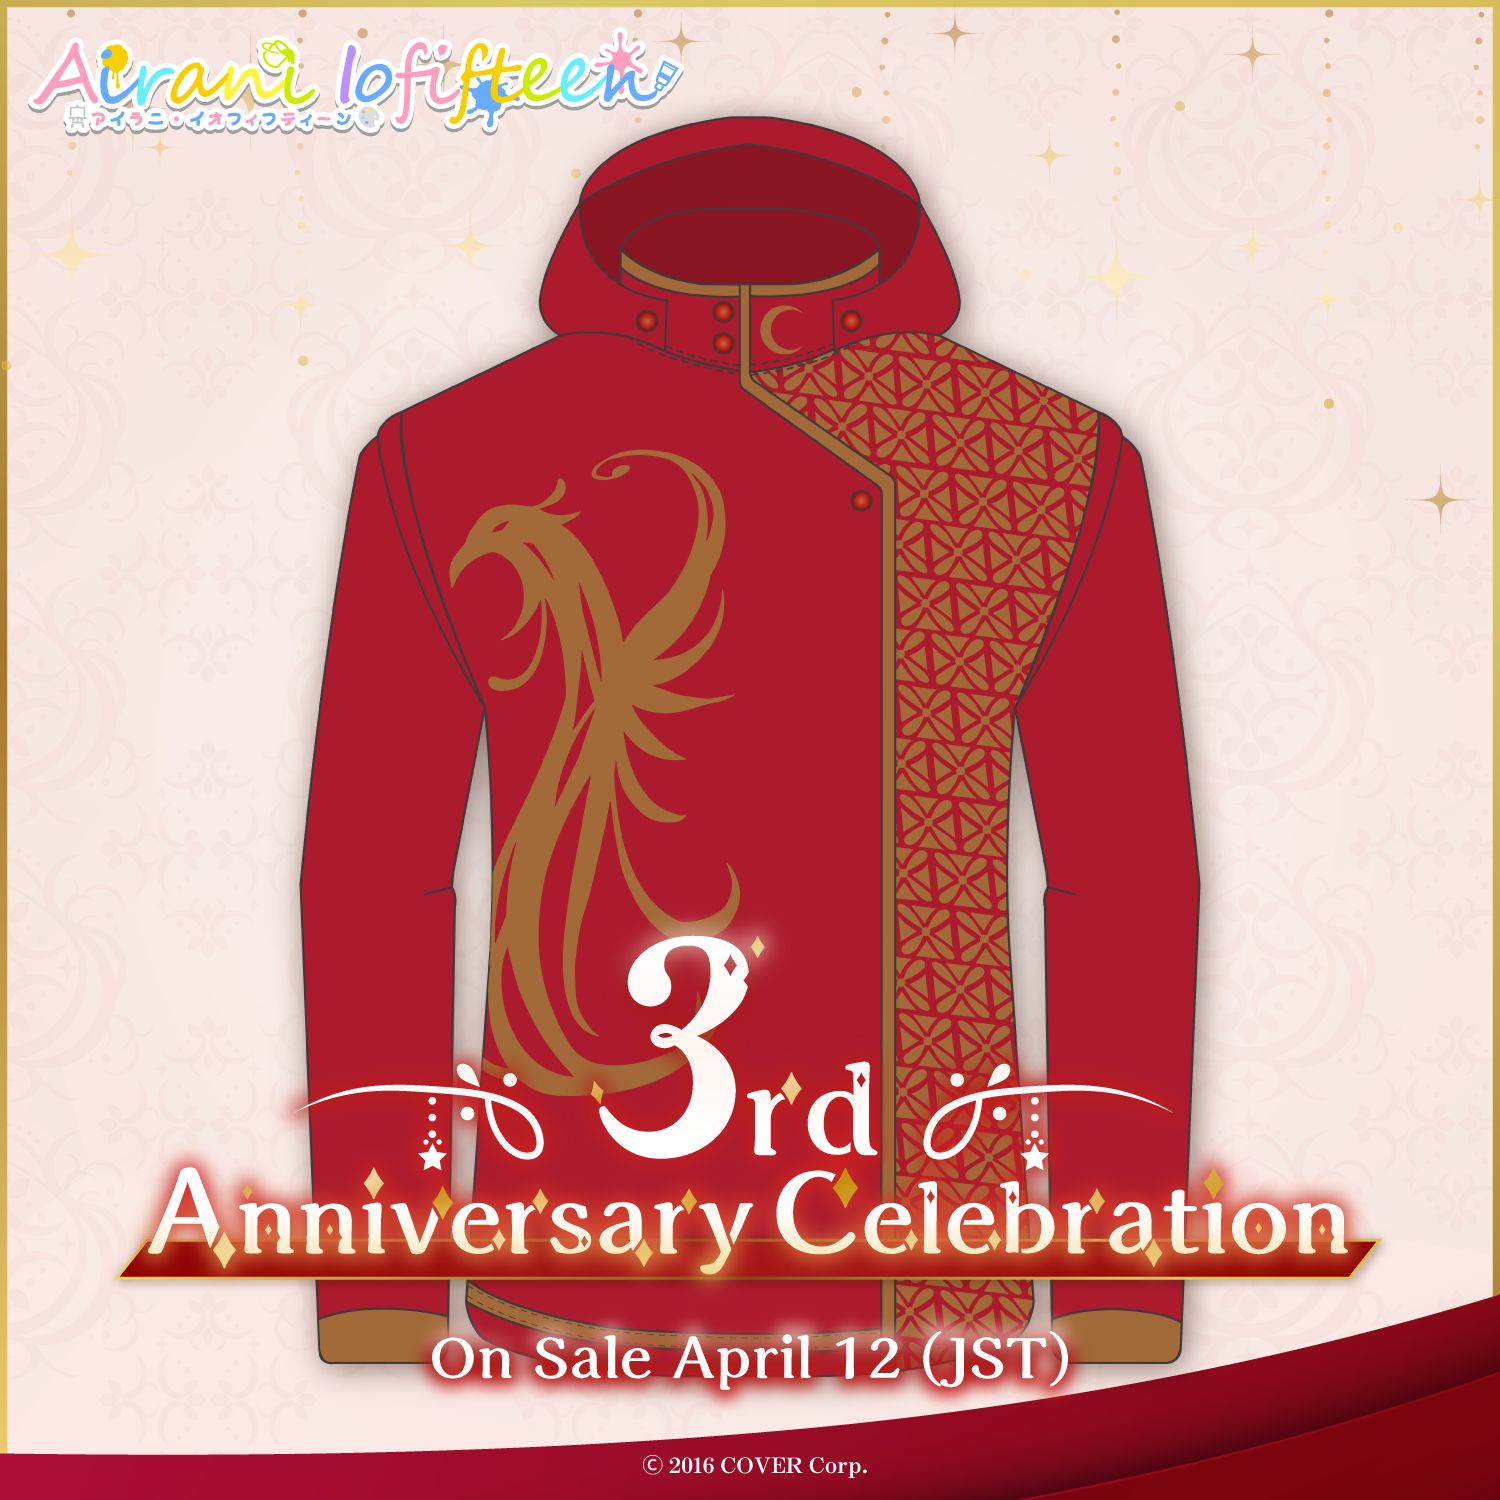 Airani Iofifteen
アイラニ・イオフィフティーン
3rd
Anniversary Celebration
On Sale April 12 (JST)
© 2016 COVER Corp.